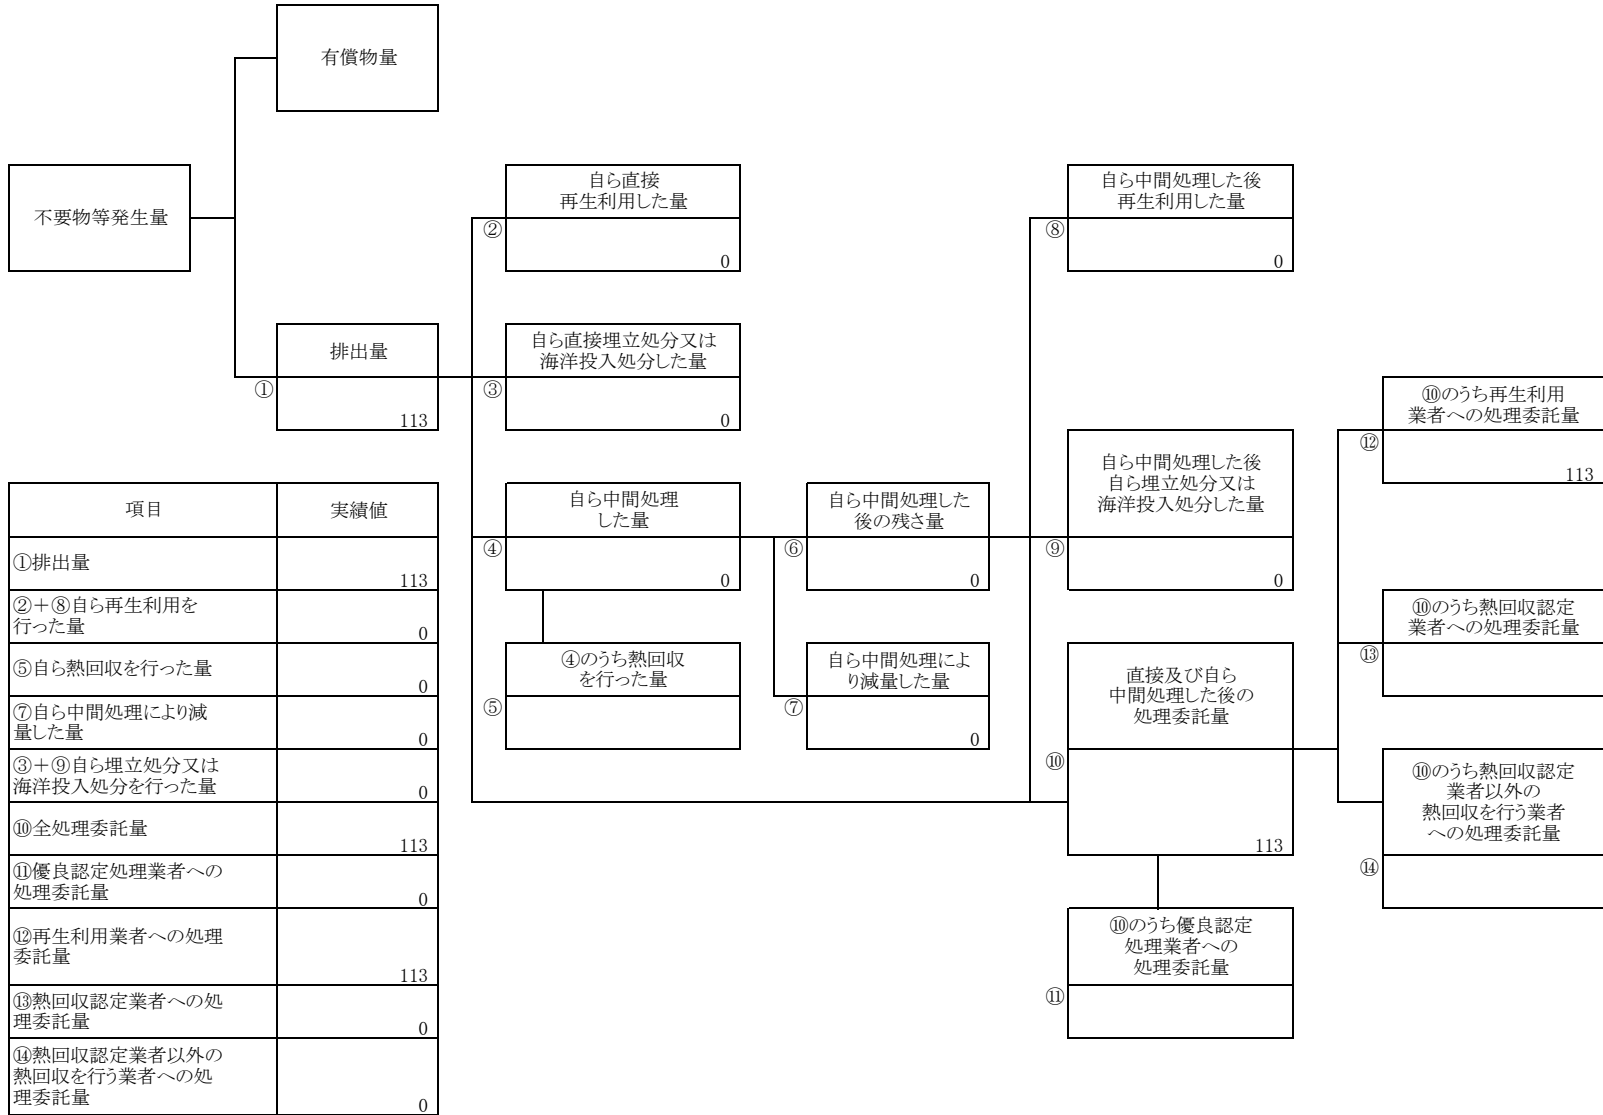 有償物量
不要物等発生量
自ら直接
再生利用した量
②
0
自ら中間処理した後
再生利用した量
⑧
0
排出量
①
113
自ら直接埋立処分又は
海洋投入処分した量
③
0
⑩のうち再生利用
業者への処理委託量
⑫
113
自ら中間処理
した量
④
0
自ら中間処理した
後の残さ量
⑥
0
自ら中間処理した後
自ら埋立処分又は
海洋投入処分した量
⑨
0
⑩のうち熱回収認定
業者への処理委託量
⑬
④のうち熱回収
を行った量
⑤
自ら中間処理によ
り減量した量
⑦
0
直接及び自ら
中間処理した後の
処理委託量
⑩
113
⑩のうち熱回収認定
業者以外の
熱回収を行う業者
への処理委託量
⑭
⑩のうち優良認定
処理業者への
処理委託量
⑪
項目 実績値
①排出量
113
②+⑧自ら再生利用を
行った量
0
⑤自ら熱回収を行った量
0
⑦自ら中間処理により減
量した量
0
③+⑨自ら埋立処分又は
海洋投入処分を行った量
0
⑩全処理委託量
113
⑪優良認定処理業者への
処理委託量
0
⑫再生利用業者への処理
委託量
113
⑬熱回収認定業者への処
理委託量
0
⑭熱回収認定業者以外の
熱回収を行う業者への処
理委託量
0